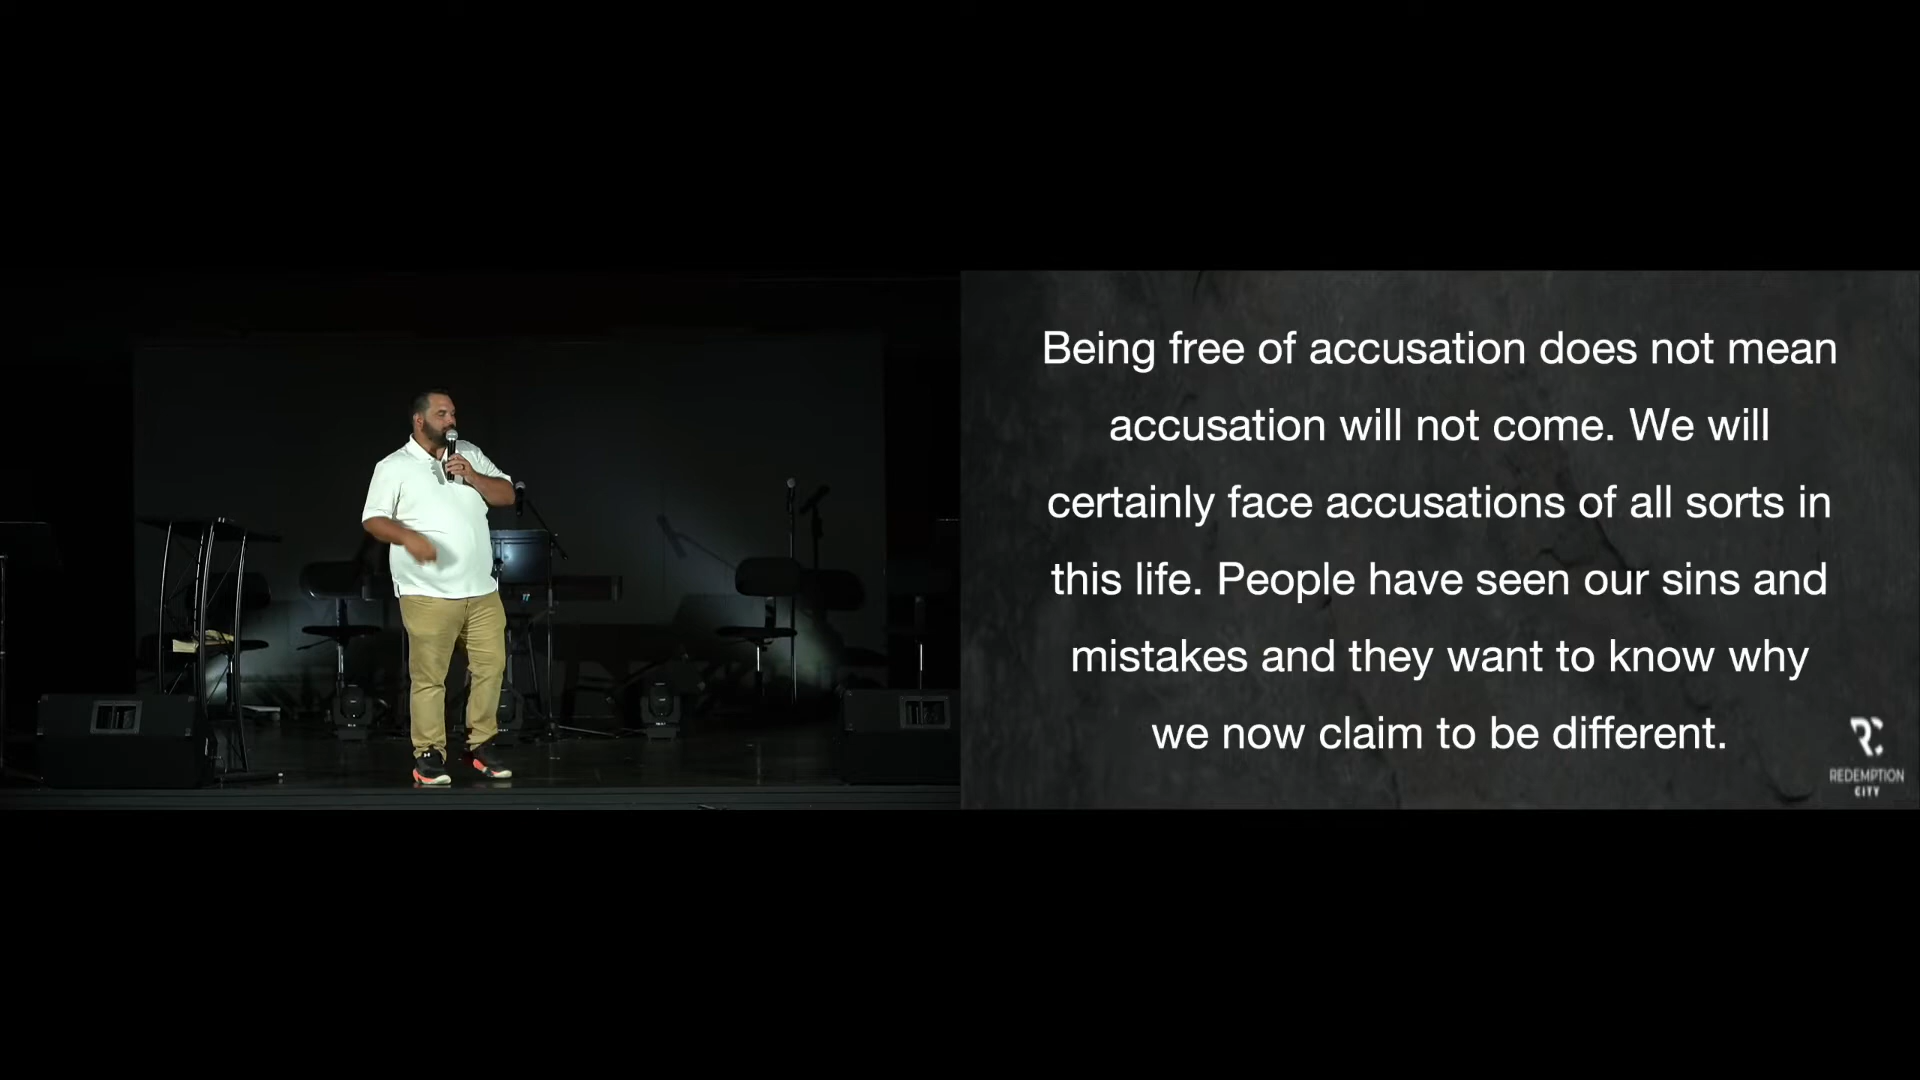 Being free of accusation does not mean
accusation will not come. We will
certainly face accusations of all sorts in
this life. People have seen our sins and
mistakes and they want to know why
we now claim to be different.
RC
REDEMPTION
CITY